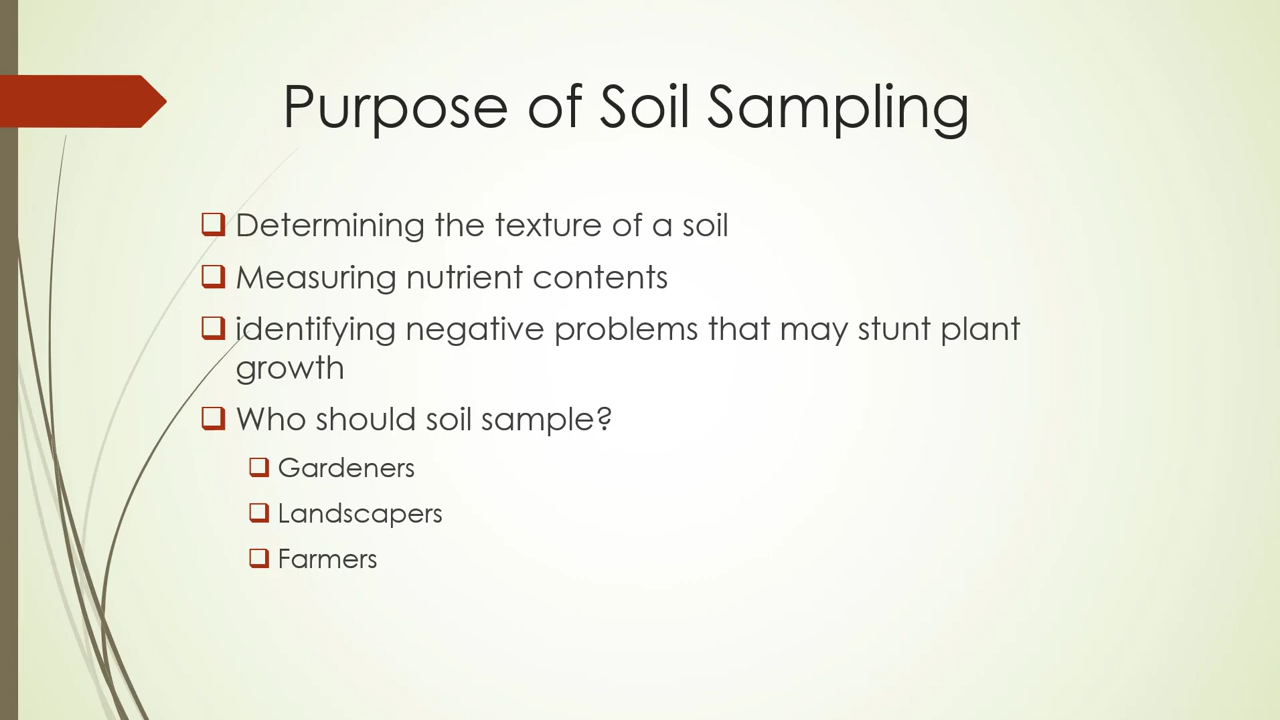 Purpose of Soil Sampling
Determining the texture of a soil
Measuring nutrient contents
identifying negative problems that may stunt plant
growth
Who should soil sample?
Gardeners
Landscapers
Farmers